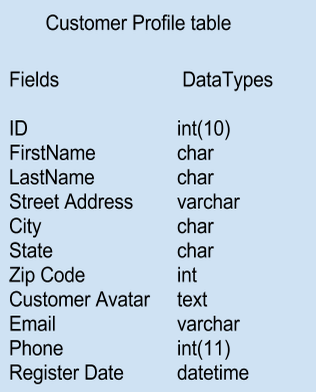 Customer Profile table
Fields DataTypes
ID int(10)
FirstName char
LastName char
Street Address varchar
City char
State char
Zip Code int
Customer Avatar text
Email varchar
Phone int(11)
Register Date datetime